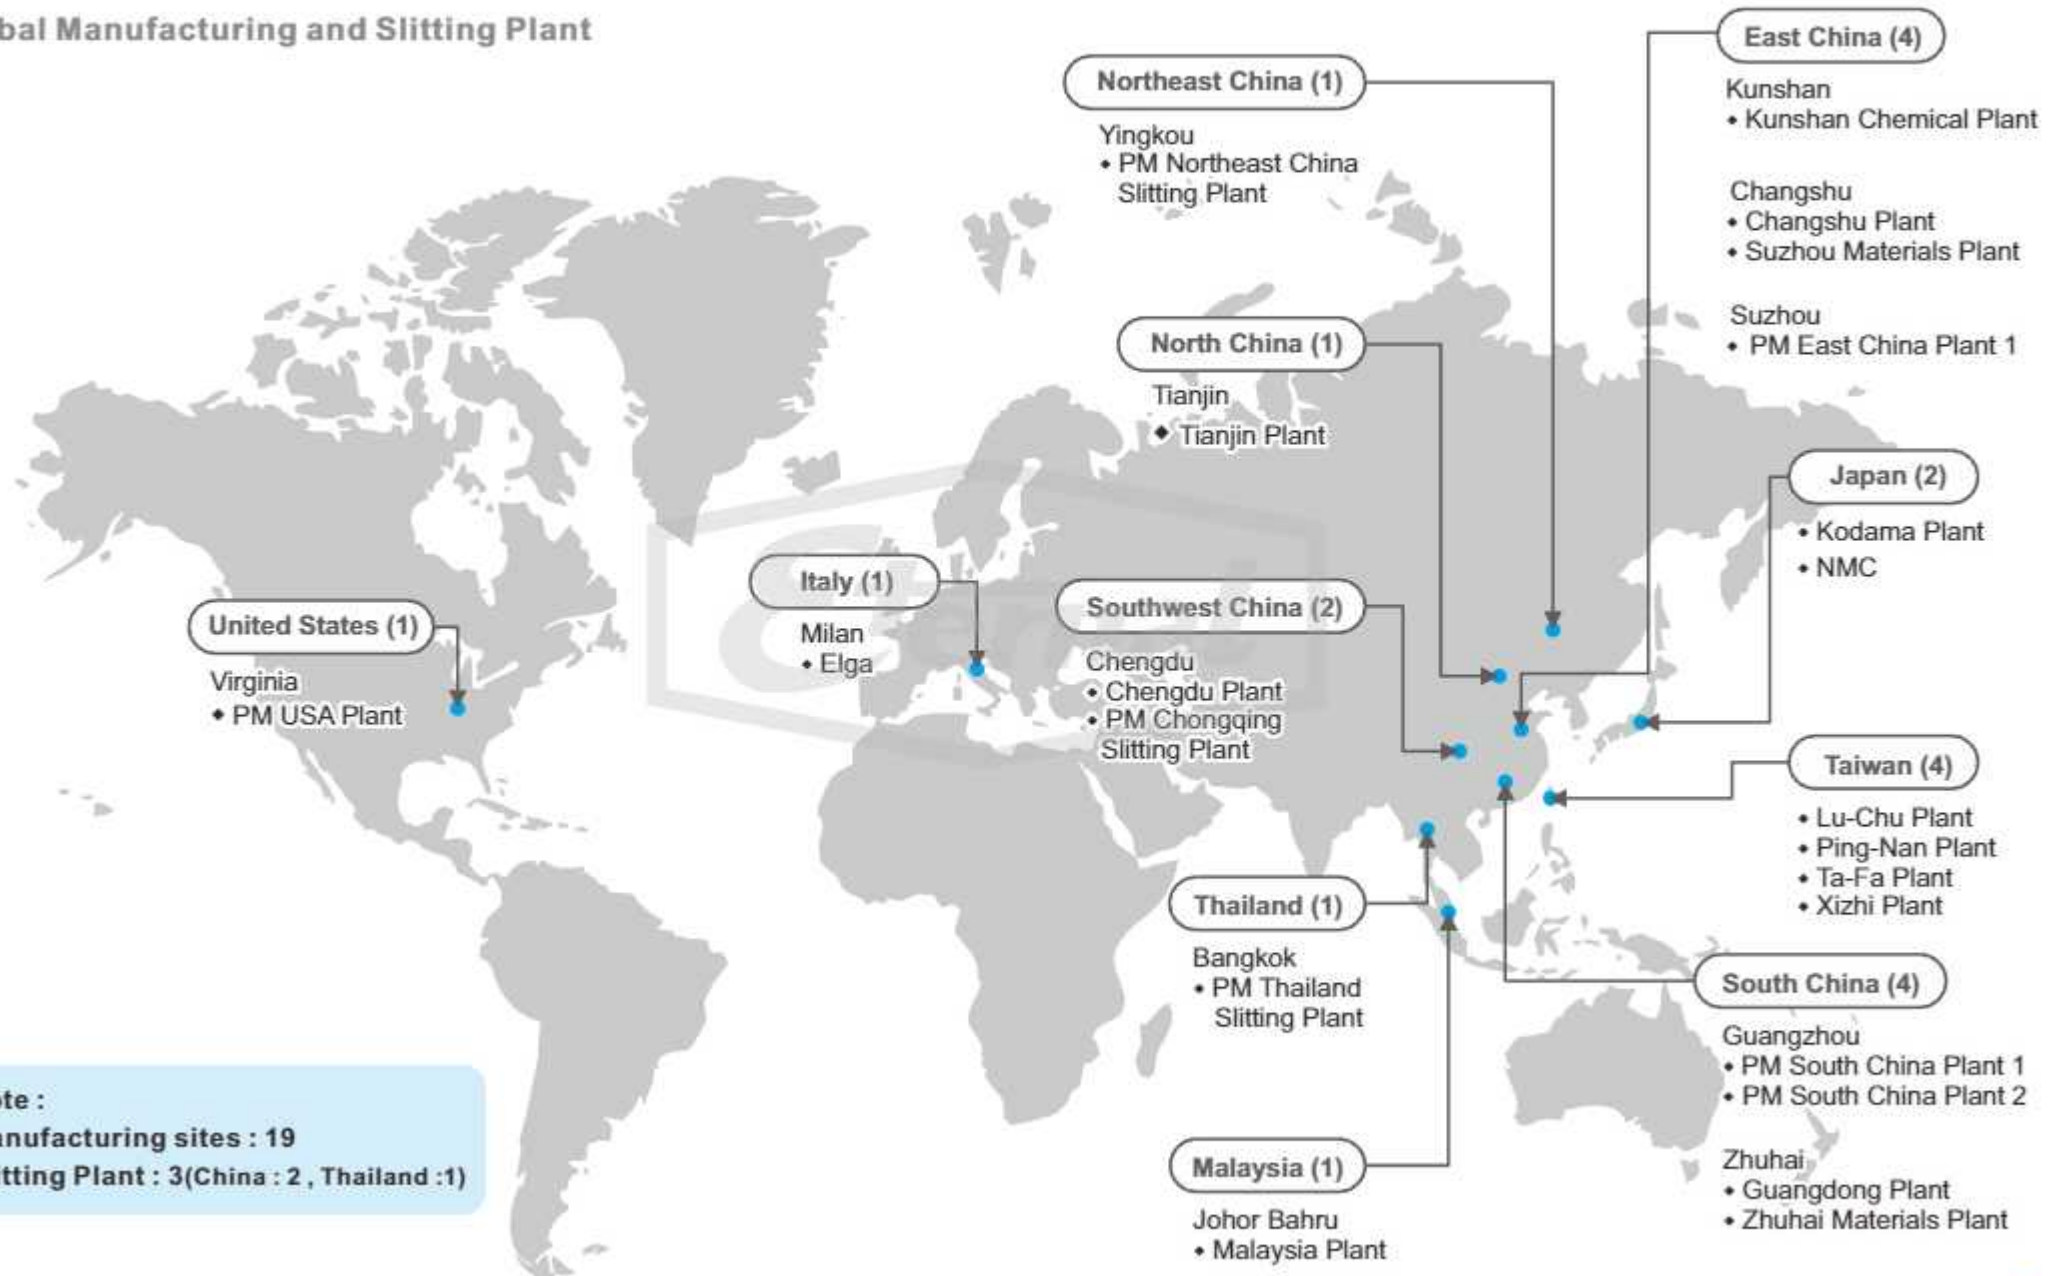 bal Manufacturing and Slitting Plant
East China (4)
Kunshan
• Kunshan Chemical Plant
Changshu
• Changshu Plant
• Suzhou Materials Plant
Suzhou
• PM East China Plant 1
Northeast China (1)
Yingkou
• PM Northeast China
Slitting Plant
North China (1)
Tianjin
◆ Tianjin Plant
Japan (2)
• Kodama Plant
• NMC
Italy (1)
Milan
• Elga
Southwest China (2)
Chengdu
• Chengdu Plant
• PM Chongqing
Slitting Plant
United States (1)
Virginia
◆ PM USA Plant
Taiwan (4)
• Lu-Chu Plant
• Ping-Nan Plant
• Ta-Fa Plant
• Xizhi Plant
Thailand (1)
Bangkok
• PM Thailand
Slitting Plant
South China (4)
Guangzhou
• PM South China Plant 1
• PM South China Plant 2
Zhuhai
• Guangdong Plant
• Zhuhai Materials Plant
Malaysia (1)
Johor Bahru
• Malaysia Plant
ote :
anufacturing sites : 19
itting Plant : 3(China : 2 , Thailand :1)
Eternal